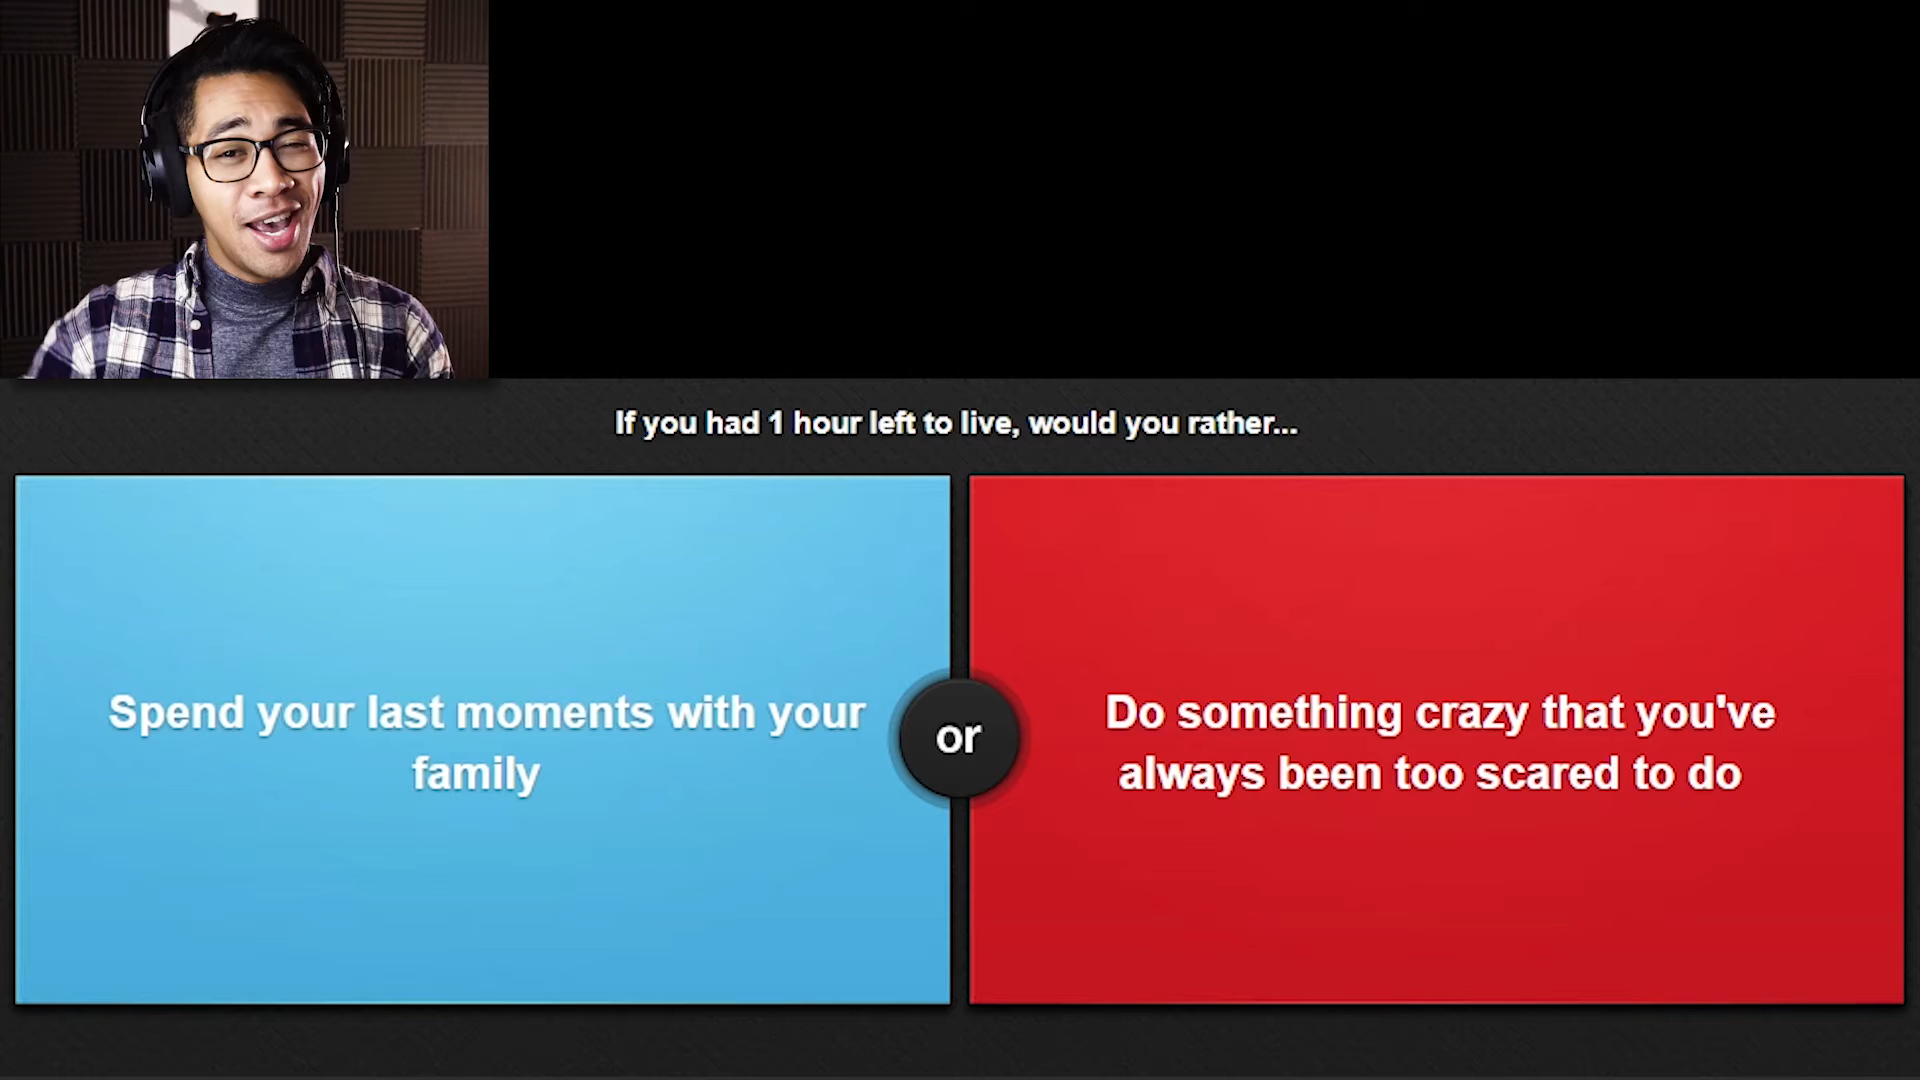 If you had 1 hour left to live, would you rather...
Spend your last moments with your
family
or
Do something crazy that you've
always been too scared to do